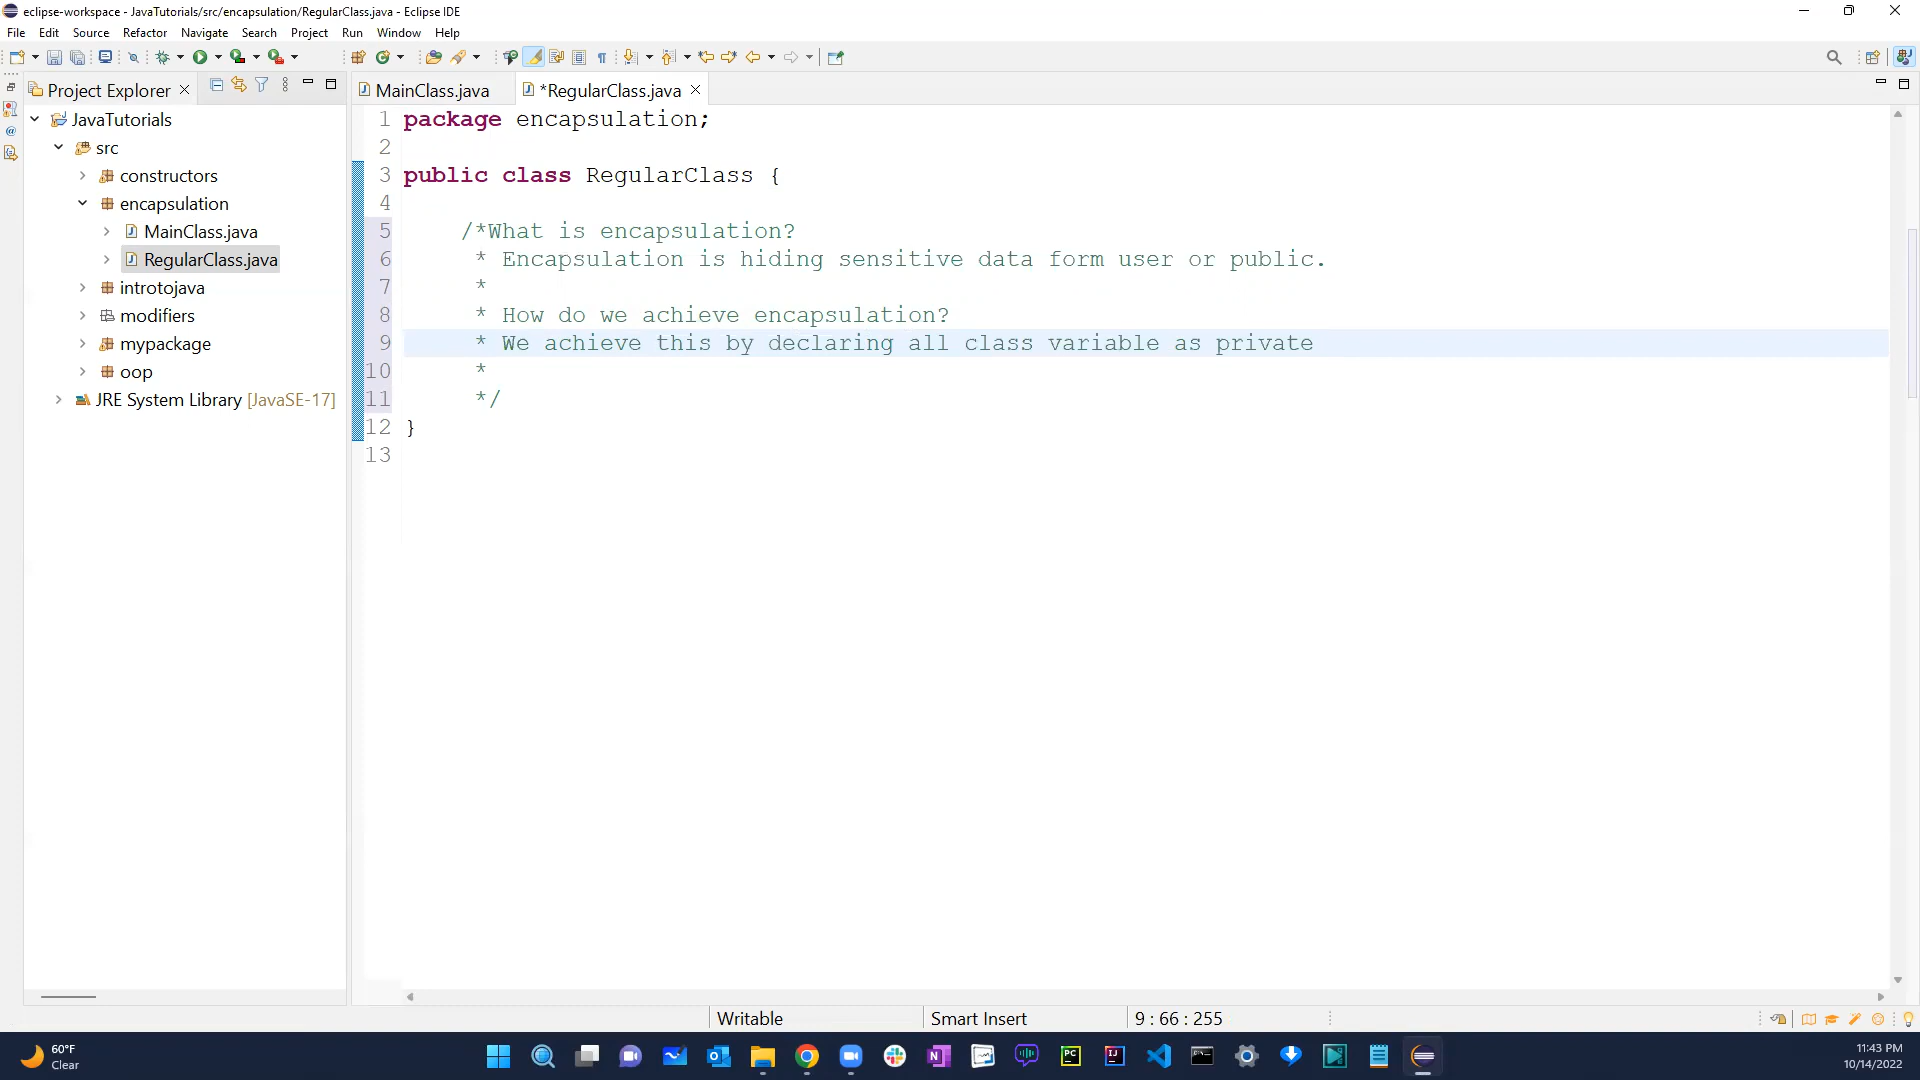 eclipse-workspace - JavaTutorials/src/encapsulation/RegularClass.java - Eclipse IDE
File Edit Source Refactor Navigate Search Project Run Window Help
Project Explorer
JavaTutorials
src
constructors
encapsulation
MainClass.java
RegularClass.java
introtojava
modifiers
mypackage
oop
JRE System Library [JavaSE-17]
MainClass.java *RegularClass.java
1 package encapsulation;
2
3 public class RegularClass {
4
5 /*What is encapsulation?
6 * Encapsulation is hiding sensitive data form user or public.
7 *
8 * How do we achieve encapsulation?
9 * We achieve this by declaring all class variable as private
10 *
11 */
12 }
13
Writable Smart Insert 9 : 66 : 255
60°F
Clear
11:43 PM
10/14/2022